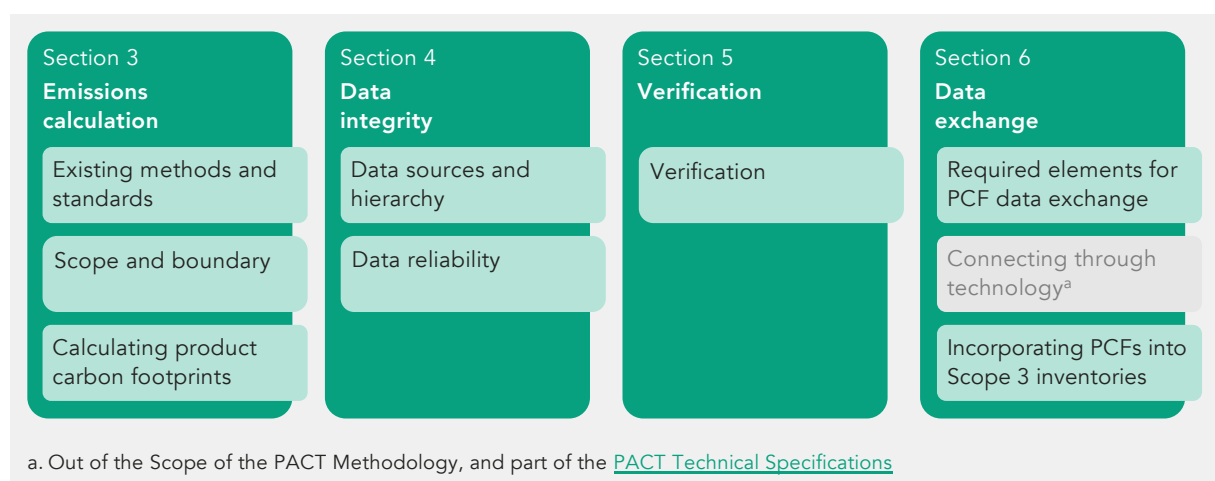 Section 3
Emissions
calculation
Existing methods and
standards
Scope and boundary
Calculating product
carbon footprints
Section 4
Data
integrity
Data sources and
hierarchy
Data reliability
Section 5
Verification
Verification
Section 6
Data
exchange
Required elements for
PCF data exchange
Connecting through
technologyᵃ
Incorporating PCFs into
Scope 3 inventories
a. Out of the Scope of the PACT Methodology, and part of the PACT Technical Specifications